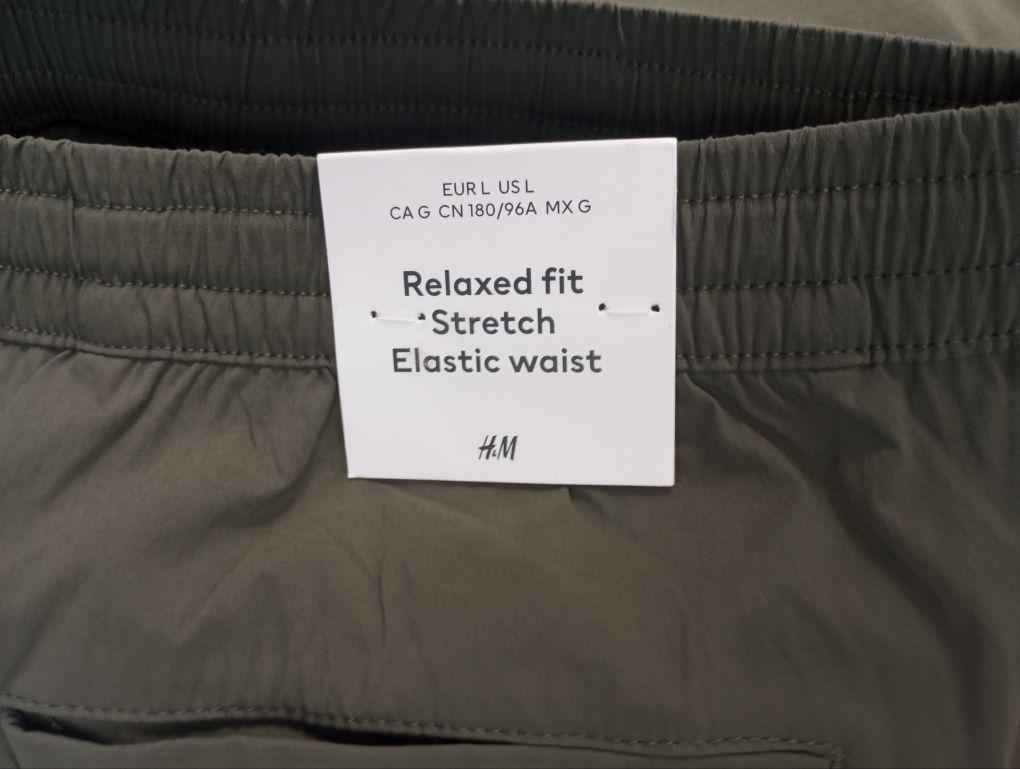 EUR L US L
CA G CN 180/96A MX G
Relaxed fit
Stretch
Elastic waist
H&M